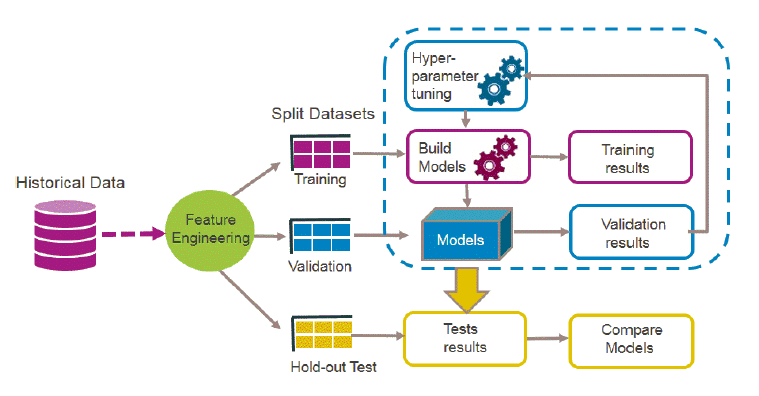 Hyper-
parameter
tuning
Split Datasets
Build
Models
Training
results
Training
Historical Data
Feature
Engineering
Models
Validation
results
Validation
Tests
results
Compare
Models
Hold-out Test